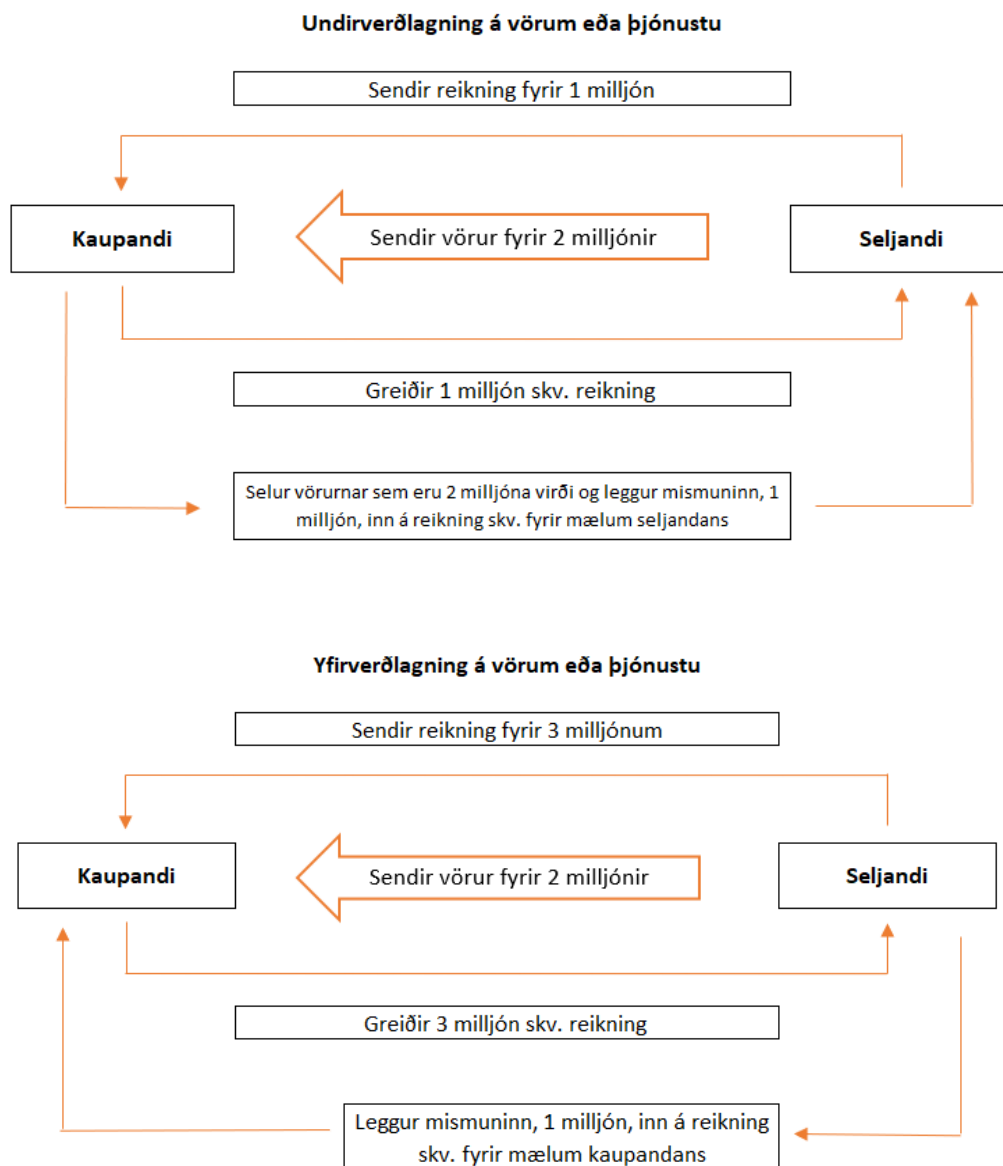 Undirverðlagning á vörum eða þjónustu
Sendir reikning fyrir 1 milljón
Kaupandi
Sendir vörur fyrir 2 milljónir
Seljandi
Greiðir 1 milljón skv. reikning
Selur vörurnar sem eru 2 milljóna virði og leggur mismuninn, 1
milljón, inn á reikning skv. fyrir mælum seljandans
Yfirverðlagning á vörum eða þjónustu
Sendir reikning fyrir 3 milljónum
Kaupandi
Sendir vörur fyrir 2 milljónir
Seljandi
Greiðir 3 milljón skv. reikning
Leggur mismuninn, 1 milljón, inn á reikning
skv. fyrir mælum kaupandans